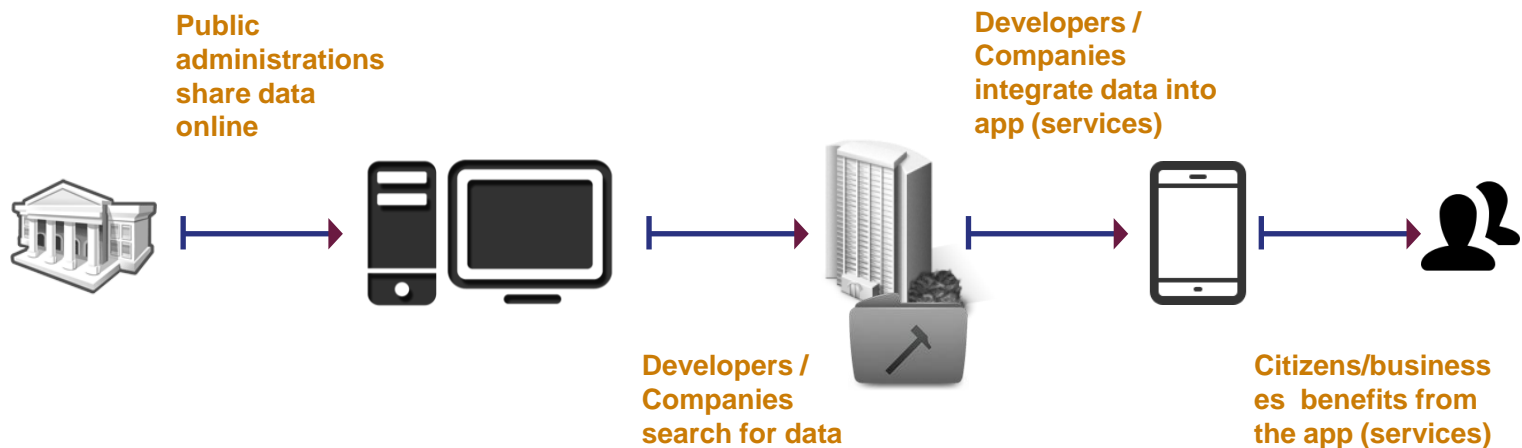 Public
administrations
share data
online
Developers /
Companies
search for data
Developers /
Companies
integrate data into
app (services)
Citizens/business
es  benefits from
the app (services)